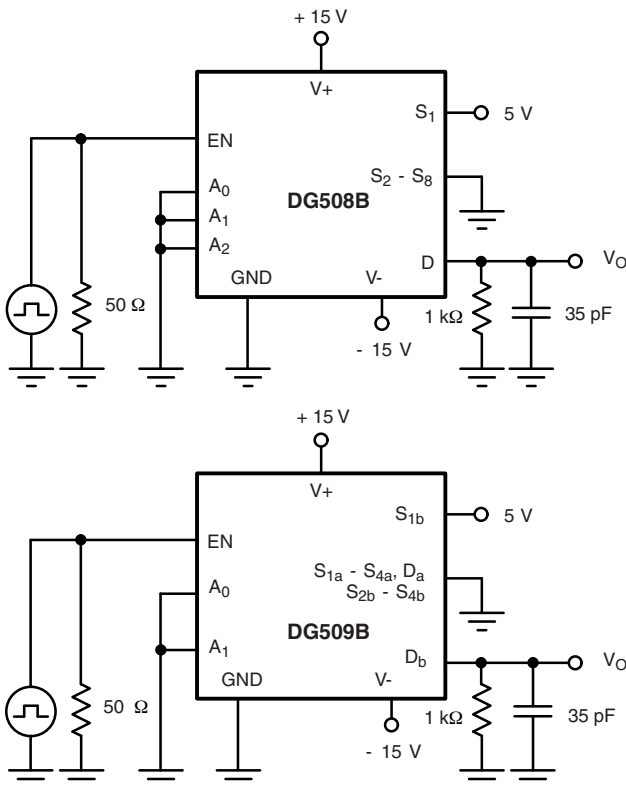 + 15 V
V+
S1
5 V
EN
A0
S2 - S8
DG508B
A1
A2
D
VO
GND
V-
50 Ω
1 kΩ
35 pF
- 15 V
+ 15 V
V+
S1b
5 V
EN
S1a - S4a, Da
A0
S2b - S4b
DG509B
A1
Db
VO
GND
V-
50 Ω
1 kΩ
35 pF
- 15 V